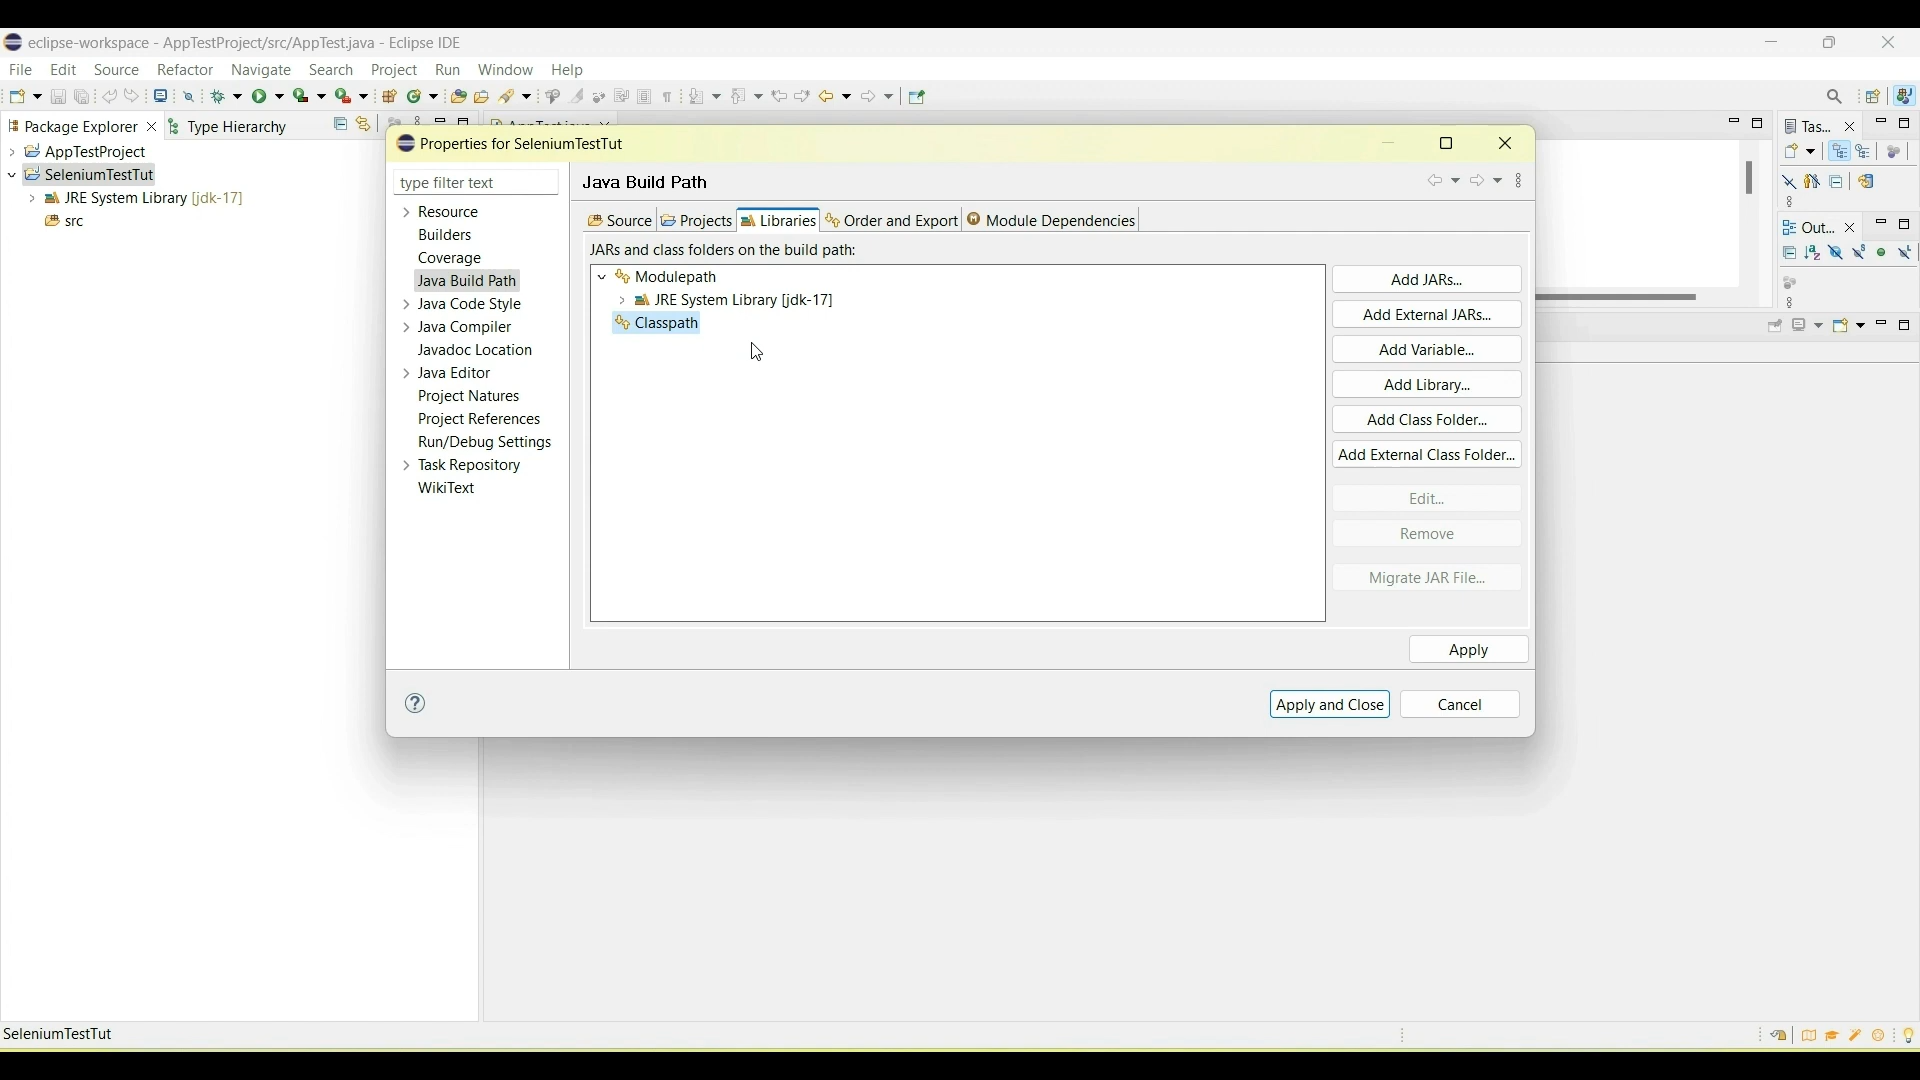 eclipse-workspace - AppTestProject/src/AppTest.java - Eclipse IDE
File Edit Source Refactor Navigate Search Project Run Window Help
Package Explorer Type Hierarchy
AppTestProject
SeleniumTestTut
JRE System Library [jdk-17]
src
Properties for SeleniumTestTut
type filter text
Resource
Builders
Coverage
Java Build Path
Java Code Style
Java Compiler
Javadoc Location
Java Editor
Project Natures
Project References
Run/Debug Settings
Task Repository
WikiText
Java Build Path
Source Projects Libraries Order and Export Module Dependencies
JARs and class folders on the build path:
Modulepath
JRE System Library [jdk-17]
Classpath
Add JARs...
Add External JARs...
Add Variable...
Add Library...
Add Class Folder...
Add External Class Folder...
Edit...
Remove
Migrate JAR File...
Apply
Apply and Close Cancel
Tas...
Out...
SeleniumTestTut